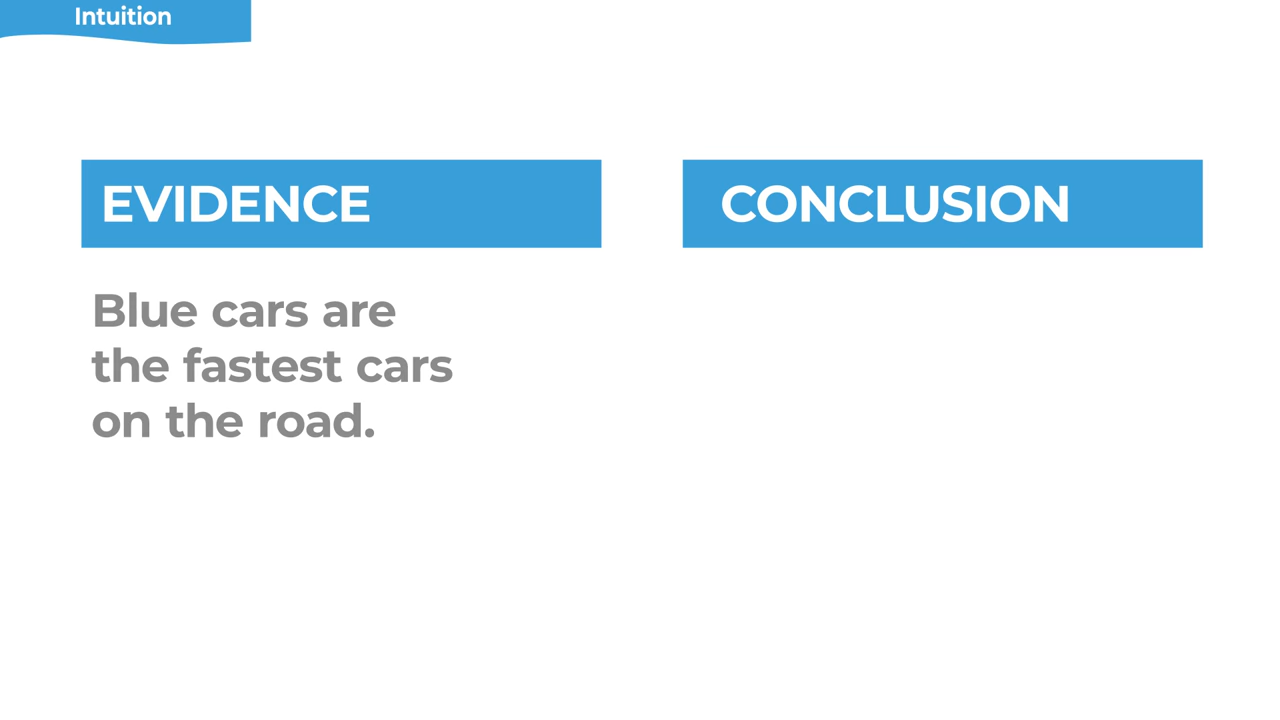 Intuition
EVIDENCE
CONCLUSION
Blue cars are
the fastest cars
on the road.